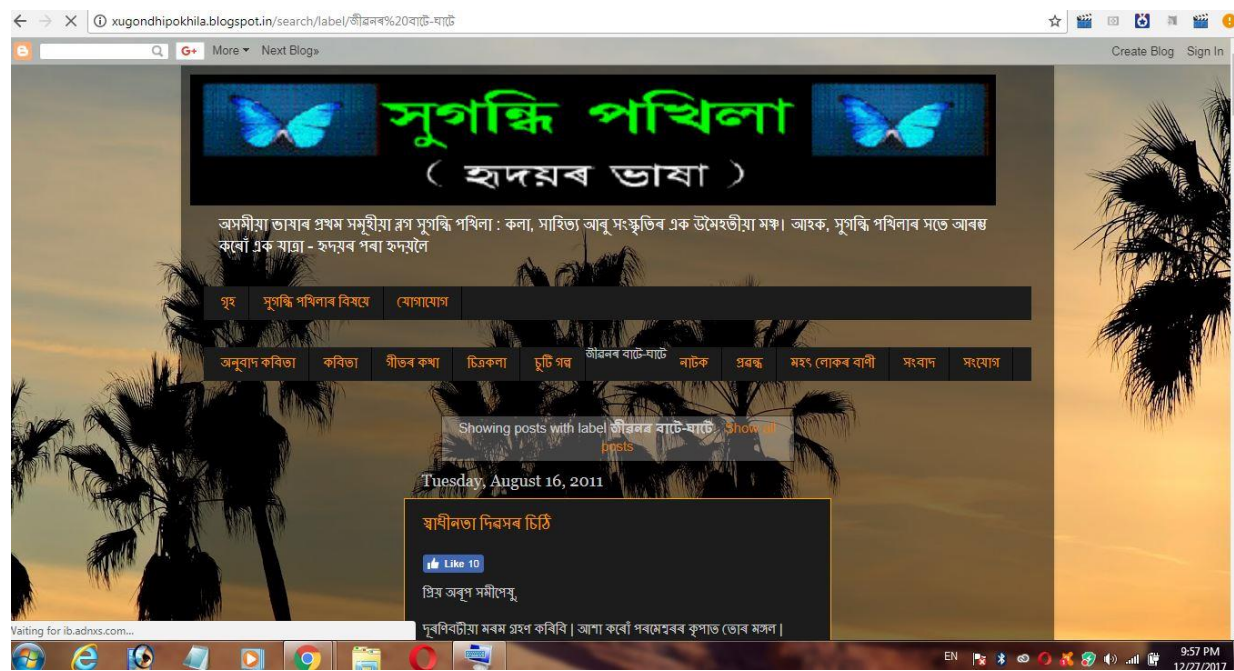 xugondhipokhila.blogspot.in/search/label/জীৱনৰ%20বাটে-ঘাটে
G+ More Next Blog» Create Blog Sign In
সুগন্ধি পখিলা
( হৃদয়ৰ ভাষা )
অসমীয়া ভাষাৰ প্ৰথম সমূহীয়া ব্লগ সুগন্ধি পখিলা : কলা, সাহিত্য আৰু সংস্কৃতিৰ এক উমৈহতীয়া মঞ্চ। আহক, সুগন্ধি পখিলাৰ সতে আৰম্ভ
কৰোঁ এক যাত্ৰা - হৃদয়ৰ পৰা হৃদয়লৈ
গৃহ সুগন্ধি পখিলাৰ বিষয়ে যোগাযোগ
অনুবাদ কবিতা কবিতা গীতৰ কথা চিত্ৰকলা চুটি গল্প জীৱনৰ বাটে-ঘাটে নাটক প্ৰৱন্ধ মহৎ লোকৰ বাণী সংবাদ সংযোগ
Showing posts with label জীৱনৰ বাটে-ঘাটে. Show all
posts
Tuesday, August 16, 2011
স্বাধীনতা দিৱসৰ চিঠি
Like 10
প্ৰিয় অৰূপ সমীপেষু,
দূৰণিবটীয়া মৰম গ্ৰহণ কৰিবি | আশা কৰোঁ পৰমেশ্বৰৰ কৃপাত তোৰ মঙ্গল |
Waiting for ib.adnxs.com...
EN 9:57 PM
12/27/2017